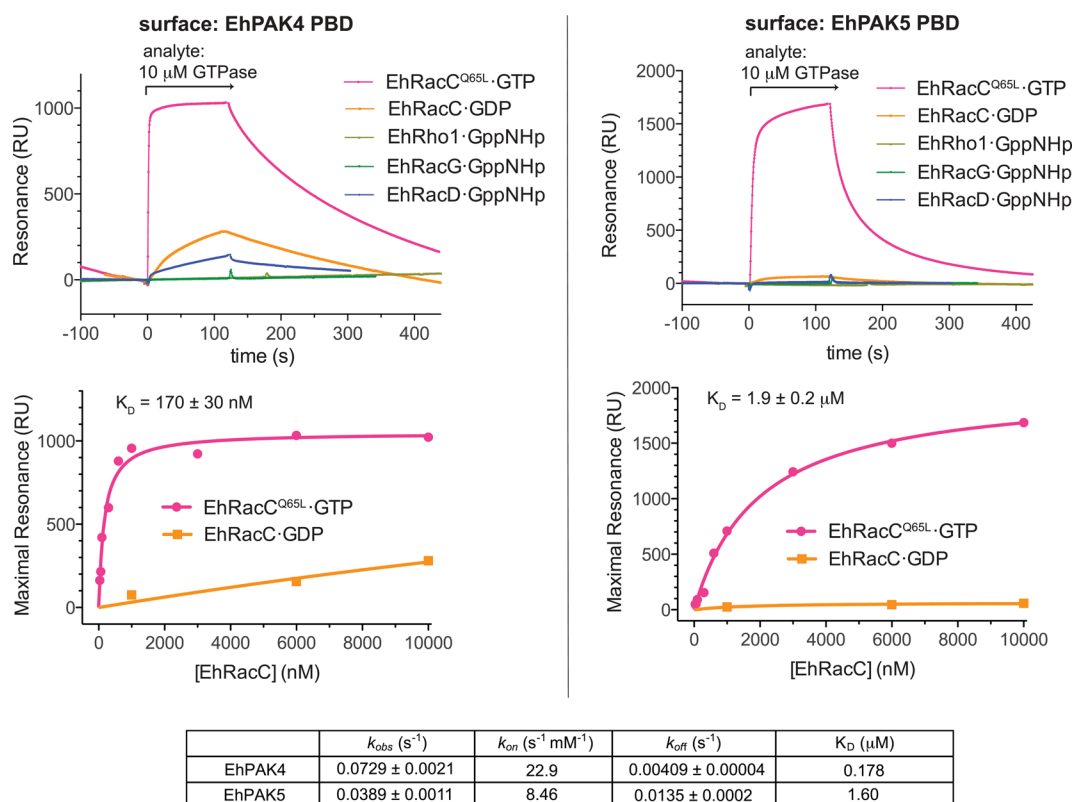 surface: EhPAK4 PBD
analyte:
10 μM GTPase
EhRacC^Q65L·GTP
EhRacC·GDP
EhRho1·GppNHp
EhRacG·GppNHp
EhRacD·GppNHp
Resonance (RU)
1000
500
0
-100 0 100 200 300 400
time (s)
K_D = 170 ± 30 nM
Maximal Resonance (RU)
1000
500
0
EhRacC^Q65L·GTP
EhRacC·GDP
0 2000 4000 6000 8000 10000
[EhRacC] (nM)
surface: EhPAK5 PBD
analyte:
10 μM GTPase
EhRacC^Q65L·GTP
EhRacC·GDP
EhRho1·GppNHp
EhRacG·GppNHp
EhRacD·GppNHp
Resonance (RU)
2000
1500
1000
500
0
-100 0 100 200 300 400
time (s)
K_D = 1.9 ± 0.2 μM
Maximal Resonance (RU)
2000
1500
1000
500
0
EhRacC^Q65L·GTP
EhRacC·GDP
0 2000 4000 6000 8000 10000
[EhRacC] (nM)
k_obs (s⁻¹) k_on (s⁻¹ mM⁻¹) k_off (s⁻¹) K_D (μM)
EhPAK4 0.0729 ± 0.0021 22.9 0.00409 ± 0.00004 0.178
EhPAK5 0.0389 ± 0.0011 8.46 0.0135 ± 0.0002 1.60